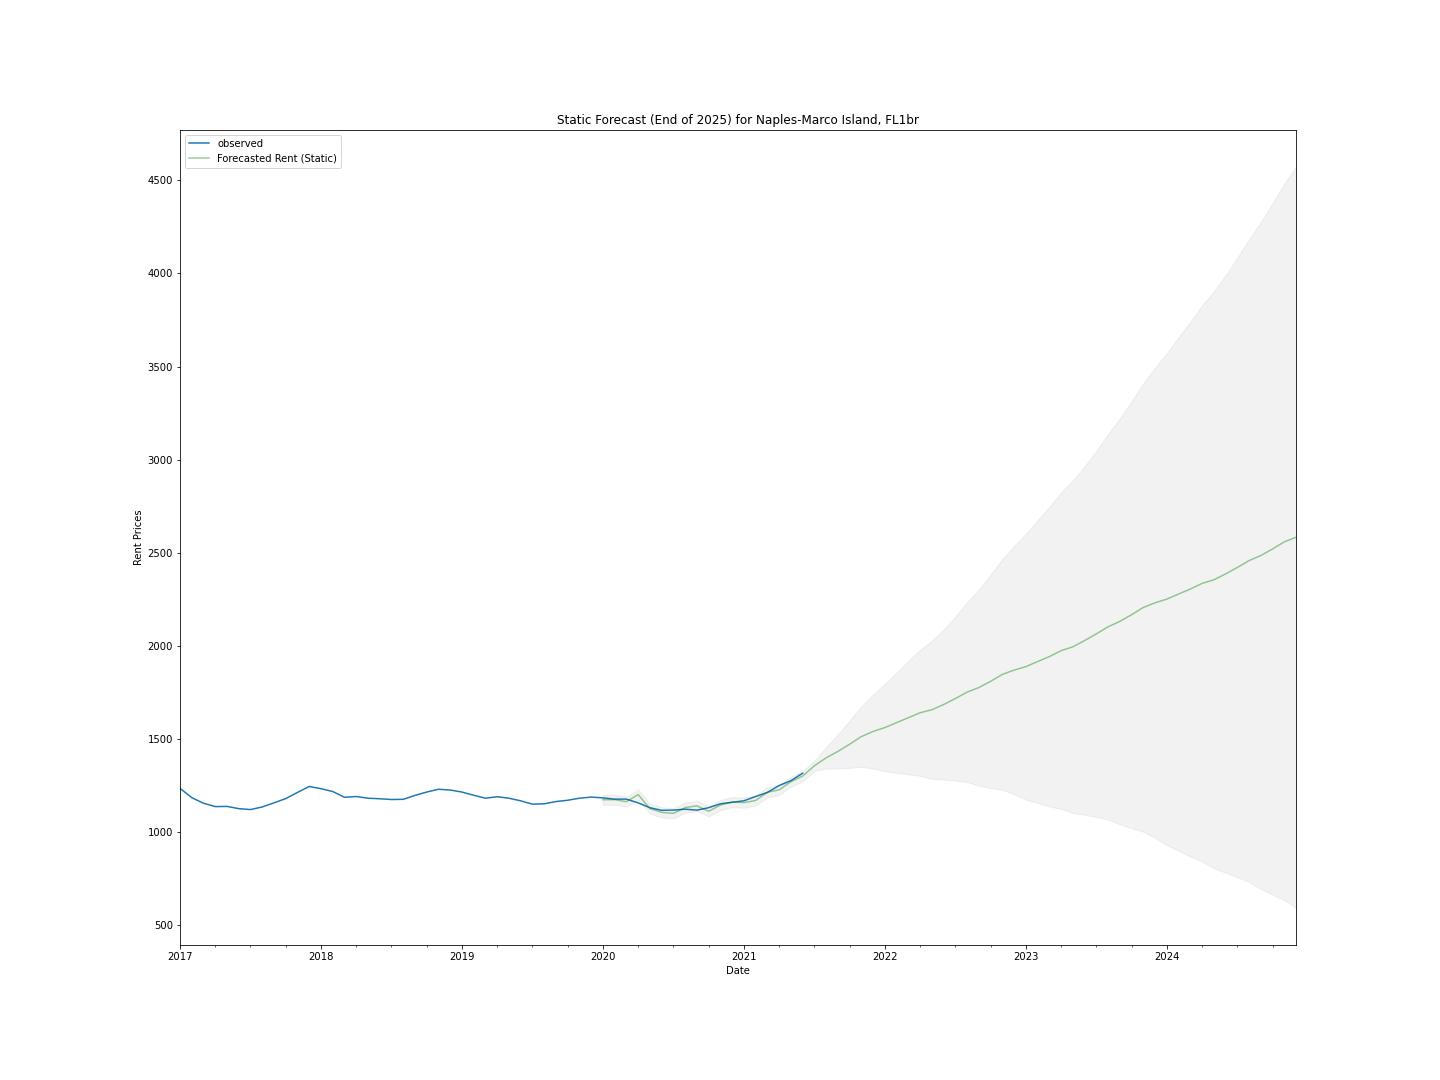 Static Forecast (End of 2025) for Naples-Marco Island, FL1br
observed
Forecasted Rent (Static)
4500
4000
3500
3000
2500
2000
1500
1000
500
Rent Prices
2017 2018 2019 2020 2021 2022 2023 2024
Date